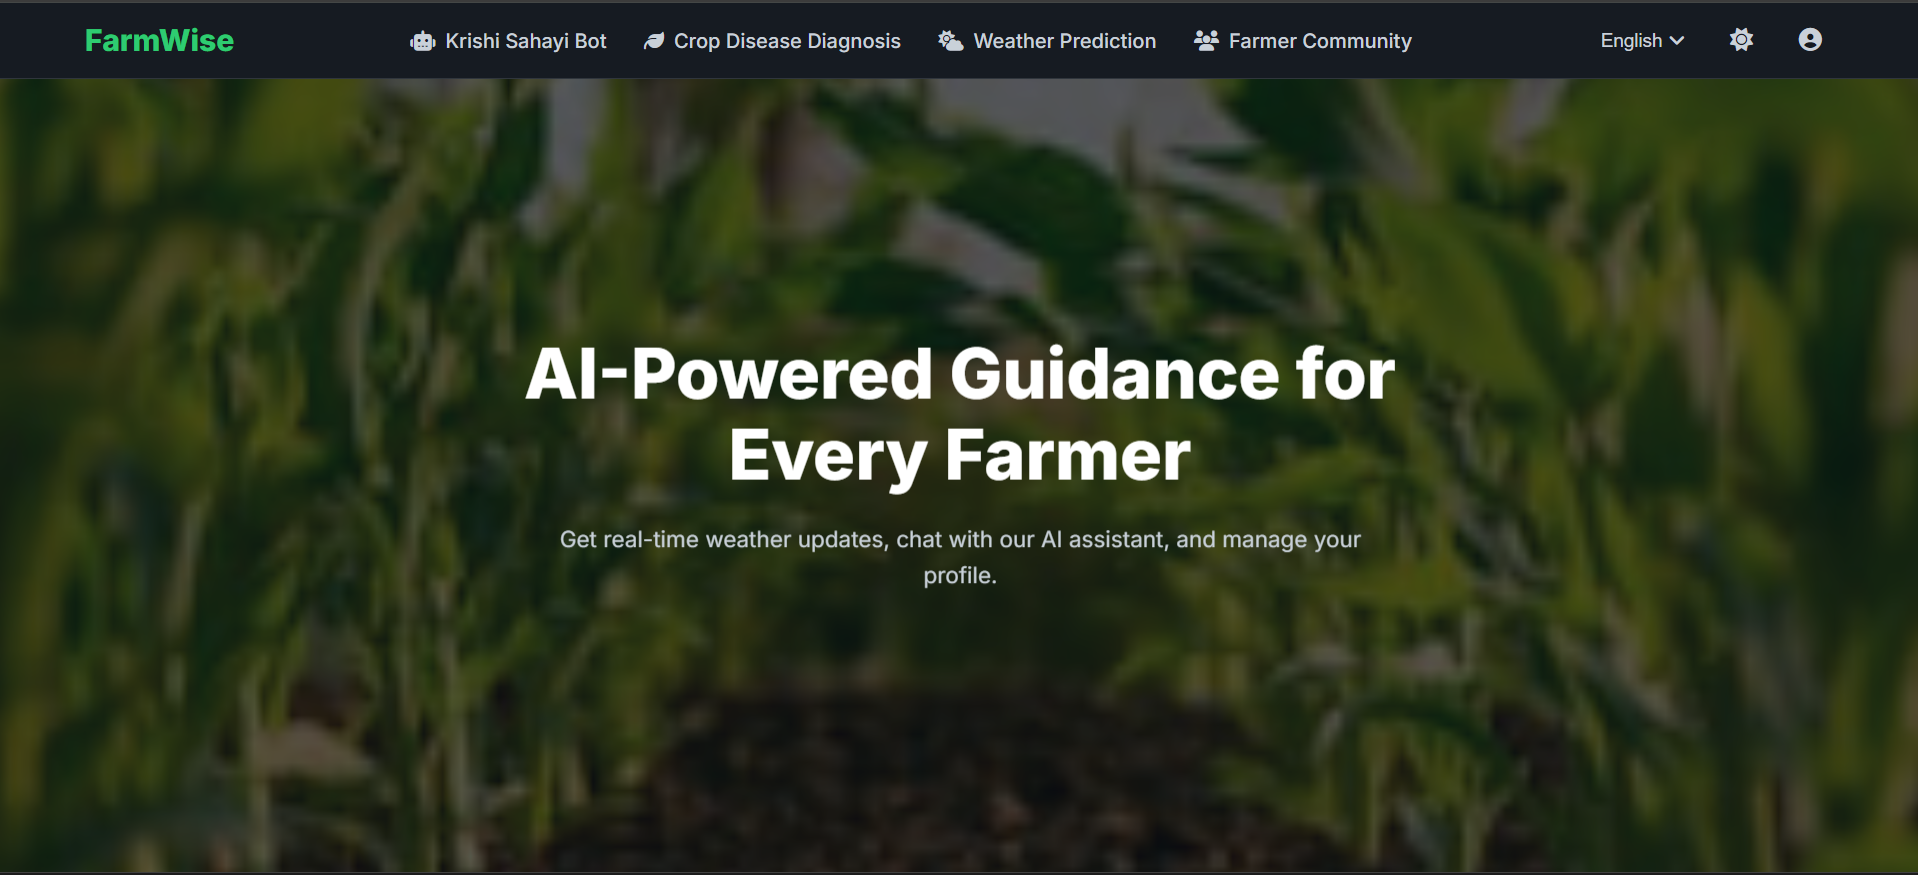 FarmWise
Krishi Sahayi Bot
Crop Disease Diagnosis
Weather Prediction
Farmer Community
English
AI-Powered Guidance for
Every Farmer
Get real-time weather updates, chat with our AI assistant, and manage your
profile.